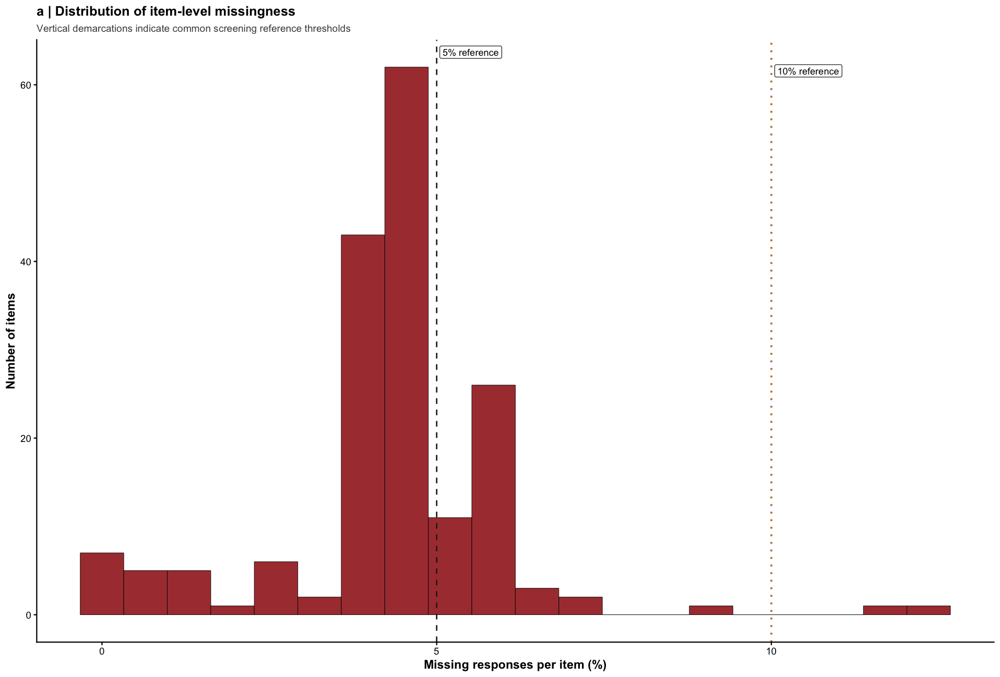 a | Distribution of item-level missingness
Vertical demarcations indicate common screening reference thresholds
5% reference
10% reference
60
40
20
0
Number of items
0
5
10
Missing responses per item (%)